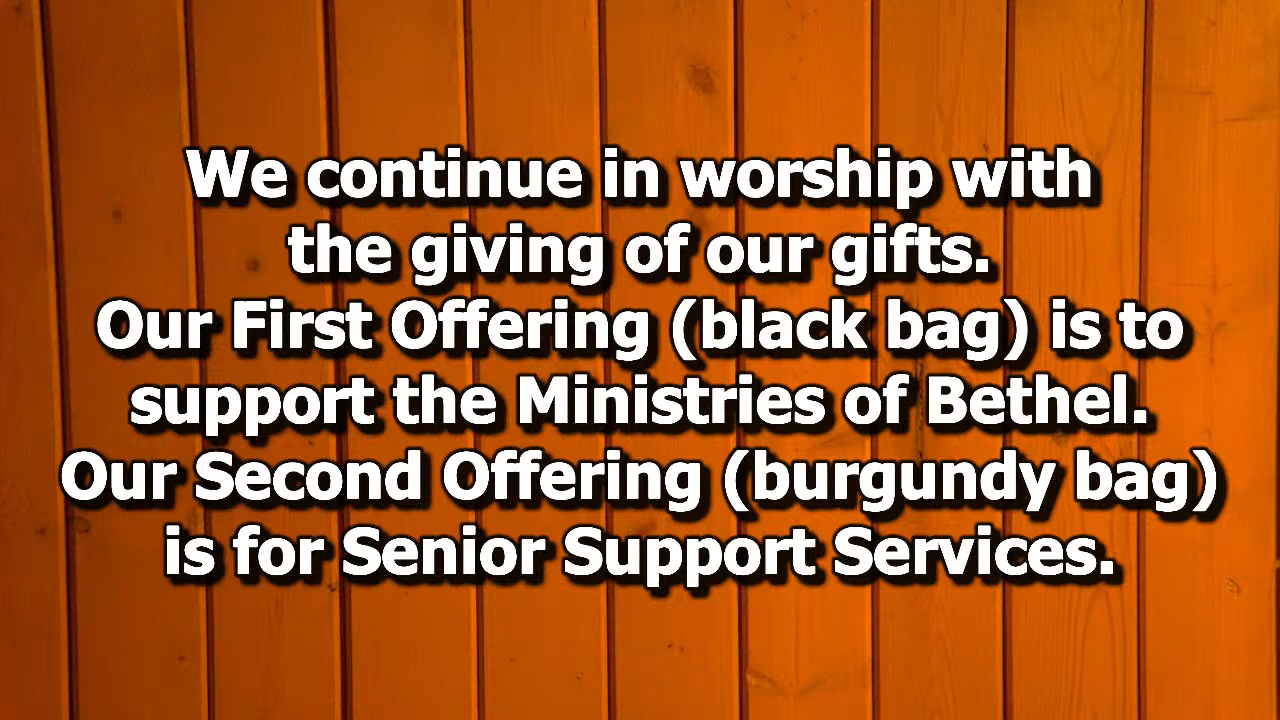 We continue in worship with
the giving of our gifts.
Our First Offering (black bag) is to
support the Ministries of Bethel.
Our Second Offering (burgundy bag)
is for Senior Support Services.